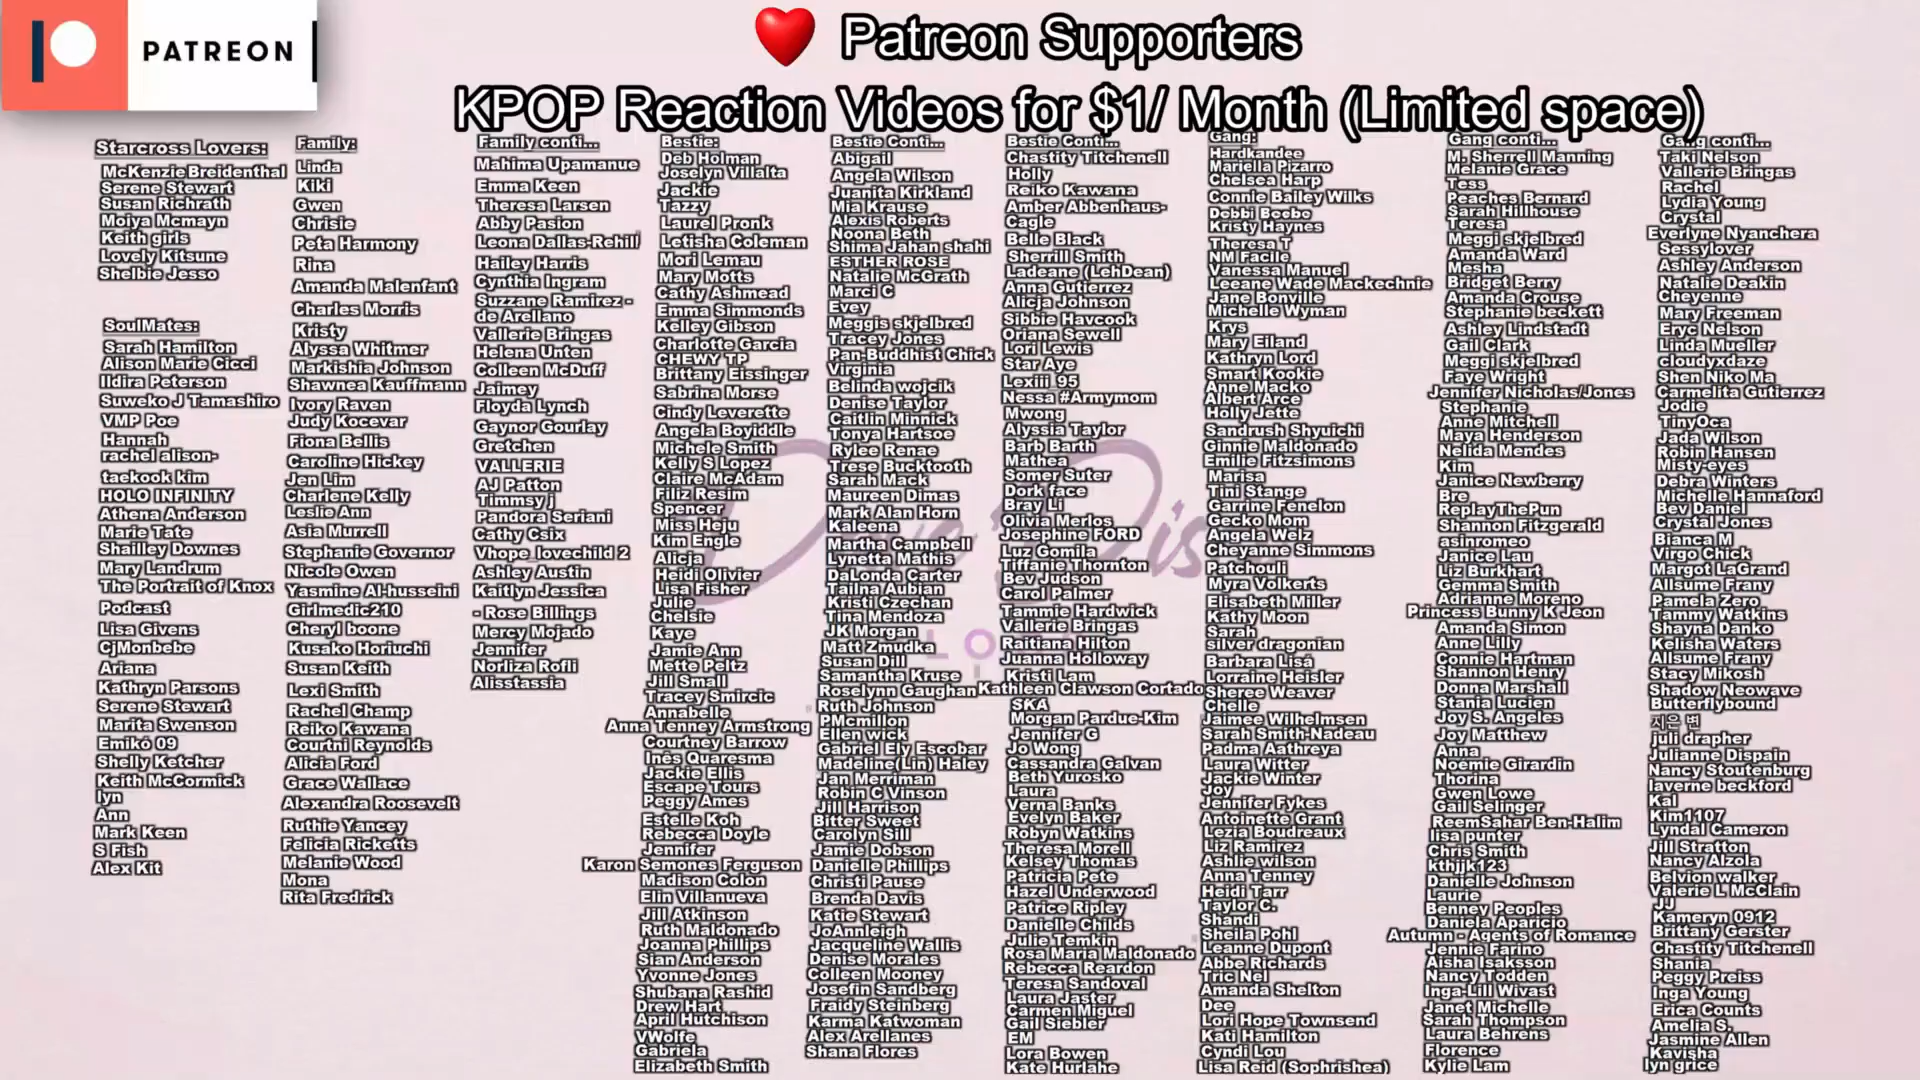 PATREON
Patreon Supporters
KPOP Reaction Videos for $1/ Month (Limited space)
Starcross Lovers:
McKenzie Breidenthal
Serene Stewart
Susan Richrath
Moiya Mcmayn
Keith girls
Lovely Kitsune
Shelbie Jesso
SoulMates:
Sarah Hamilton
Alison Marie Cicci
Ildira Peterson
Suweko J Tamashiro
VMP Poe
Hannah
rachel alison-
taekook kim
HOLO INFINITY
Athena Anderson
Marie Tate
Shailley Downes
Mary Landrum
The Portrait of Knox
Podcast
Lisa Givens
CjMonbebe
Ariana
Kathryn Parsons
Serene Stewart
Marita Swenson
Emikó 09
Shelly Ketcher
Keith McCormick
lyn
Ann
Mark Keen
S Fish
Alex Kit
Family:
Linda
Kiki
Gwen
Chrisie
Peta Harmony
Rina
Amanda Malenfant
Charles Morris
Kristy
Alyssa Whitmer
Markishia Johnson
Shawnea Kauffmann
Ivory Raven
Judy Kocevar
Fiona Bellis
Caroline Hickey
Jen Lim
Charlene Kelly
Leslie Ann
Asia Murrell
Stephanie Governor
Nicole Owen
Yasmine Al-husseini
Girlmedic210
Cheryl boone
Kusako Horiuchi
Susan Keith
Lexi Smith
Rachel Champ
Reiko Kawana
Courtni Reynolds
Alicia Ford
Grace Wallace
Alexandra Roosevelt
Ruthie Yancey
Felicia Ricketts
Melanie Wood
Mona
Rita Fredrick
Family conti...
Mahima Upamanue
Emma Keen
Theresa Larsen
Abby Pasion
Leona Dallas-Rehill
Hailey Harris
Cynthia Ingram
Suzzane Ramirez -
de Arellano
Vallerie Bringas
Helena Unten
Colleen McDuff
Jaimey
Floyda Lynch
Gaynor Gourlay
Gretchen
VALLERIE
AJ Patton
Timmsy j
Pandora Seriani
Cathy Csix
Vhope_lovechild 2
Ashley Austin
Kaitlyn Jessica
- Rose Billings
Mercy Mojado
Jennifer
Norliza Rofli
Alisstassia
Bestie:
Deb Holman
Joselyn Villalta
Jackie
Tazzy
Laurel Pronk
Letisha Coleman
Mori Lemau
Mary Motts
Cathy Ashmead
Emma Simmonds
Kelley Gibson
Charlotte Garcia
CHEWY TP
Brittany Eissinger
Sabrina Morse
Cindy Leverette
Angela Boyiddle
Michele Smith
Kelly S Lopez
Claire McAdam
Filiz Resim
Spencer
Miss Heju
Kim Engle
Alicja
Heidi Olivier
Lisa Fisher
Julie
Chelsie
Kaye
Jamie Ann
Mette Peltz
Jill Small
Tracey Smircic
Annabelle
Anna Tenney Armstrong
Courtney Barrow
Inês Quaresma
Jackie Ellis
Escape Tours
Peggy Ames
Estelle Koh
Rebecca Doyle
Jennifer
Karon Semones Ferguson
Madison Colon
Elin Villanueva
Jill Atkinson
Ruth Maldonado
Joanna Phillips
Sian Anderson
Yvonne Jones
Shubana Rashid
Drew Hart
April Hutchison
VWolfe
Gabriela
Elizabeth Smith
Bestie Conti...
Abigail
Angela Wilson
Juanita Kirkland
Mia Krause
Alexis Roberts
Noona Beth
Shima Jahan shahi
ESTHER ROSE
Natalie McGrath
Marci C
Evey
Meggis skjelbred
Tracey Jones
Pan-Buddhist Chick
Virginia
Belinda wojcik
Denise Taylor
Caitlin Minnick
Tonya Hartsoe
Rylee Renae
Trese Bucktooth
Sarah Mack
Maureen Dimas
Mark Alan Horn
Kaleena
Martha Campbell
Lynetta Mathis
DaLonda Carter
Tailna Aubian
Kristi Czechan
Tina Mendoza
JK Morgan
Matt Zmudka
Susan Dill
Samantha Kruse
Roselynn Gaughan
Ruth Johnson
PMcmillon
Ellen wick
Gabriel Ely Escobar
Madeline(Lin) Haley
Jan Merriman
Robin C Vinson
Jill Harrison
Bitter Sweet
Carolyn Sill
Jamie Dobson
Danielle Phillips
Christi Pause
Brenda Davis
Katie Stewart
JoAnnleigh
Jacqueline Wallis
Denise Morales
Colleen Mooney
Josefin Sandberg
Fraidy Steinberg
Karma Katwoman
Alex Arellanes
Shana Flores
Bestie Conti...
Chastity Titchenell
Holly
Reiko Kawana
Amber Abbenhaus-
Cagle
Belle Black
Sherrill Smith
Ladeane (LehDean)
Anna Gutierrez
Alicja Johnson
Sibbie Havcook
Oriana Sewell
Lori Lewis
Star Aye
Lexiii_95
Nessa #Armymom
Mwong
Alyssia Taylor
Barb Barth
Mathea
Somer Suter
Dork face
Bray Li
Olivia Merlos
Josephine FORD
Luz Gomila
Tiffanie Thornton
Bev Judson
Carol Palmer
Tammie Hardwick
Vallerie Bringas
Raitiana Hilton
Juanna Holloway
Kristi Lam
Kathleen Clawson Cortado
SKA
Morgan Pardue-Kim
Jennifer G
Jo Wong
Cassandra Galvan
Beth Yurosko
Laura
Verna Banks
Evelyn Baker
Robyn Watkins
Theresa Morell
Kelsey Thomas
Patricia Pete
Hazel Underwood
Patrice Ripley
Danielle Childs
Julie Temkin
Rosa Maria Maldonado
Rebecca Reardon
Teresa Sandoval
Laura Jaster
Carmen Miguel
Gail Siebler
EM
Lora Bowen
Kate Hurlahe
Gang:
Hardkandee
Mariella Pizarro
Chelsea Harp
Connie Bailey Wilks
Debbi Beebe
Kristy Haynes
Theresa T
NM Facile
Vanessa Manuel
Leeane Wade Mackechnie
Jane Bonville
Michelle Wyman
Krys
Mary Eiland
Kathryn Lord
Smart Kookie
Anne Macko
Albert Arce
Holly Jette
Sandrush Shyuichi
Ginnie Maldonado
Emilie Fitzsimons
Marisa
Tini Stange
Garrine Fenelon
Gecko Mom
Angela Welz
Cheyanne Simmons
Patchouli
Myra Volkerts
Elisabeth Miller
Kathy Moon
Sarah
silver dragonian
Barbara Lisá
Lorraine Heisler
Sheree Weaver
Chelle
Jaimee Wilhelmsen
Sarah Smith-Nadeau
Padma Aathreya
Laura Witter
Jackie Winter
Joy
Jennifer Fykes
Antoinette Grant
Lezia Boudreaux
Liz Ramirez
Ashlie wilson
Anna Tenney
Heidi Tarr
Taylor C.
Shandi
Sheila Pohl
Leanne Dupont
Abbe Richards
Tric Nel
Amanda Shelton
Dee
Lori Hope Townsend
Kati Hamilton
Cyndi Lou
Lisa Reid (Sophrishea)
Gang conti...
M. Sherrell Manning
Melanie Grace
Tess
Peaches Bernard
Sarah Hillhouse
Teresa
Meggi skjelbred
Amanda Ward
Mesha
Bridget Berry
Amanda Crouse
Stephanie beckett
Ashley Lindstadt
Gail Clark
Meggi skjelbred
Faye Wright
Jennifer Nicholas/Jones
Stephanie
Anne Mitchell
Maya Henderson
Nelida Mendes
Kim
Janice Newberry
Bre
ReplayThePun
Shannon Fitzgerald
asinromeo
Janice Lau
Liz Burkhart
Gemma Smith
Adrianne Moreno
Princess Bunny K Jeon
Amanda Simon
Anne Lilly
Connie Hartman
Shannon Henry
Donna Marshall
Stania Lucien
Joy S. Angeles
Joy Matthew
Anna
Noémie Girardin
Thorina
Gwen Lowe
Gail Selinger
ReemSahar Ben-Halim
lisa punter
Chris Smith
kthjjk123
Danielle Johnson
Laurie
Benney Peoples
Daniela Aparicio
Autumn - Agents of Romance
Jennie Farino
Aisha Isaksson
Nancy Todden
Inga-Lill Wivast
Janet Michelle
Sarah Thompson
Laura Behrens
Florence
Kylie Lam
Gang conti...
Taki Nelson
Vallerie Bringas
Rachel
Lydia Young
Crystal
Everlyne Nyanchera
Sessylover
Ashley Anderson
Natalie Deakin
Cheyenne
Mary Freeman
Eryc Nelson
Linda Mueller
cloudyxdaze
Shen Niko Ma
Carmelita Gutierrez
Jodie
TinyOca
Jada Wilson
Robin Hansen
Misty-eyes
Debra Winters
Michelle Hannaford
Bev Daniel
Crystal Jones
Bianca M
Virgo Chick
Margot LaGrand
Allsume Frany
Pamela Zero
Tammy Watkins
Shayna Danko
Kelisha Waters
Allsume Frany
Stacy Mikosh
Shadow Neowave
Butterflybound
지은 변
juli drapher
Julianne Dispain
Nancy Stoutenburg
laverne beckford
Kal
Kim1107
Lyndal Cameron
Jill Stratton
Nancy Alzola
Belvion walker
Valerie L McClain
JJ
Kameryn 0912
Brittany Gerster
Chastity Titchenell
Shania
Peggy Preiss
Inga Young
Erica Counts
Amelia S.
Jasmine Allen
Kavisha
lyn grice